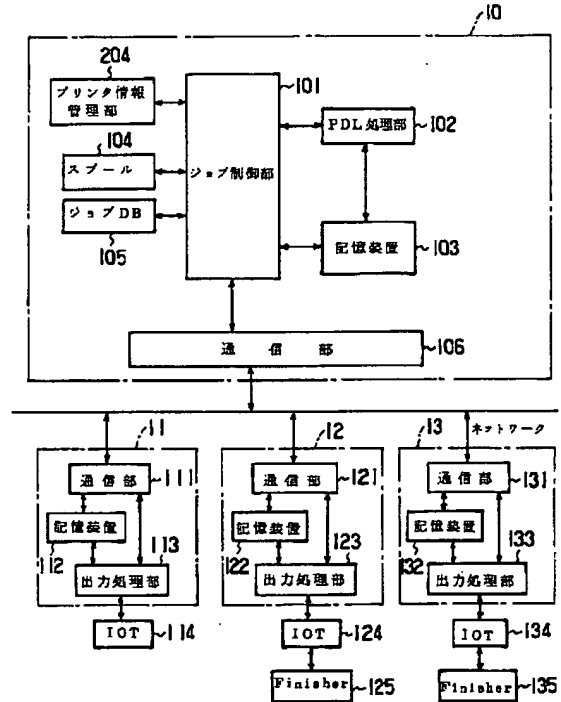 10
204
プリンタ情報
管理部
101
104
スプール
ジョブDB
105
ジョブ制御部
PDL処理部
102
記憶装置
103
通信部
106
ネットワーク
11
通信部
111
記憶装置
112
113
出力処理部
IOT
114
12
通信部
121
記憶装置
122
123
出力処理部
IOT
124
Finisher
125
13
通信部
131
記憶装置
132
133
出力処理部
IOT
134
Finisher
135